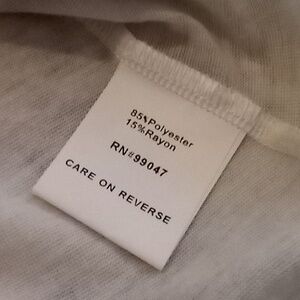 85%Polyester
15%Rayon
RN#99047
CARE ON REVERSE